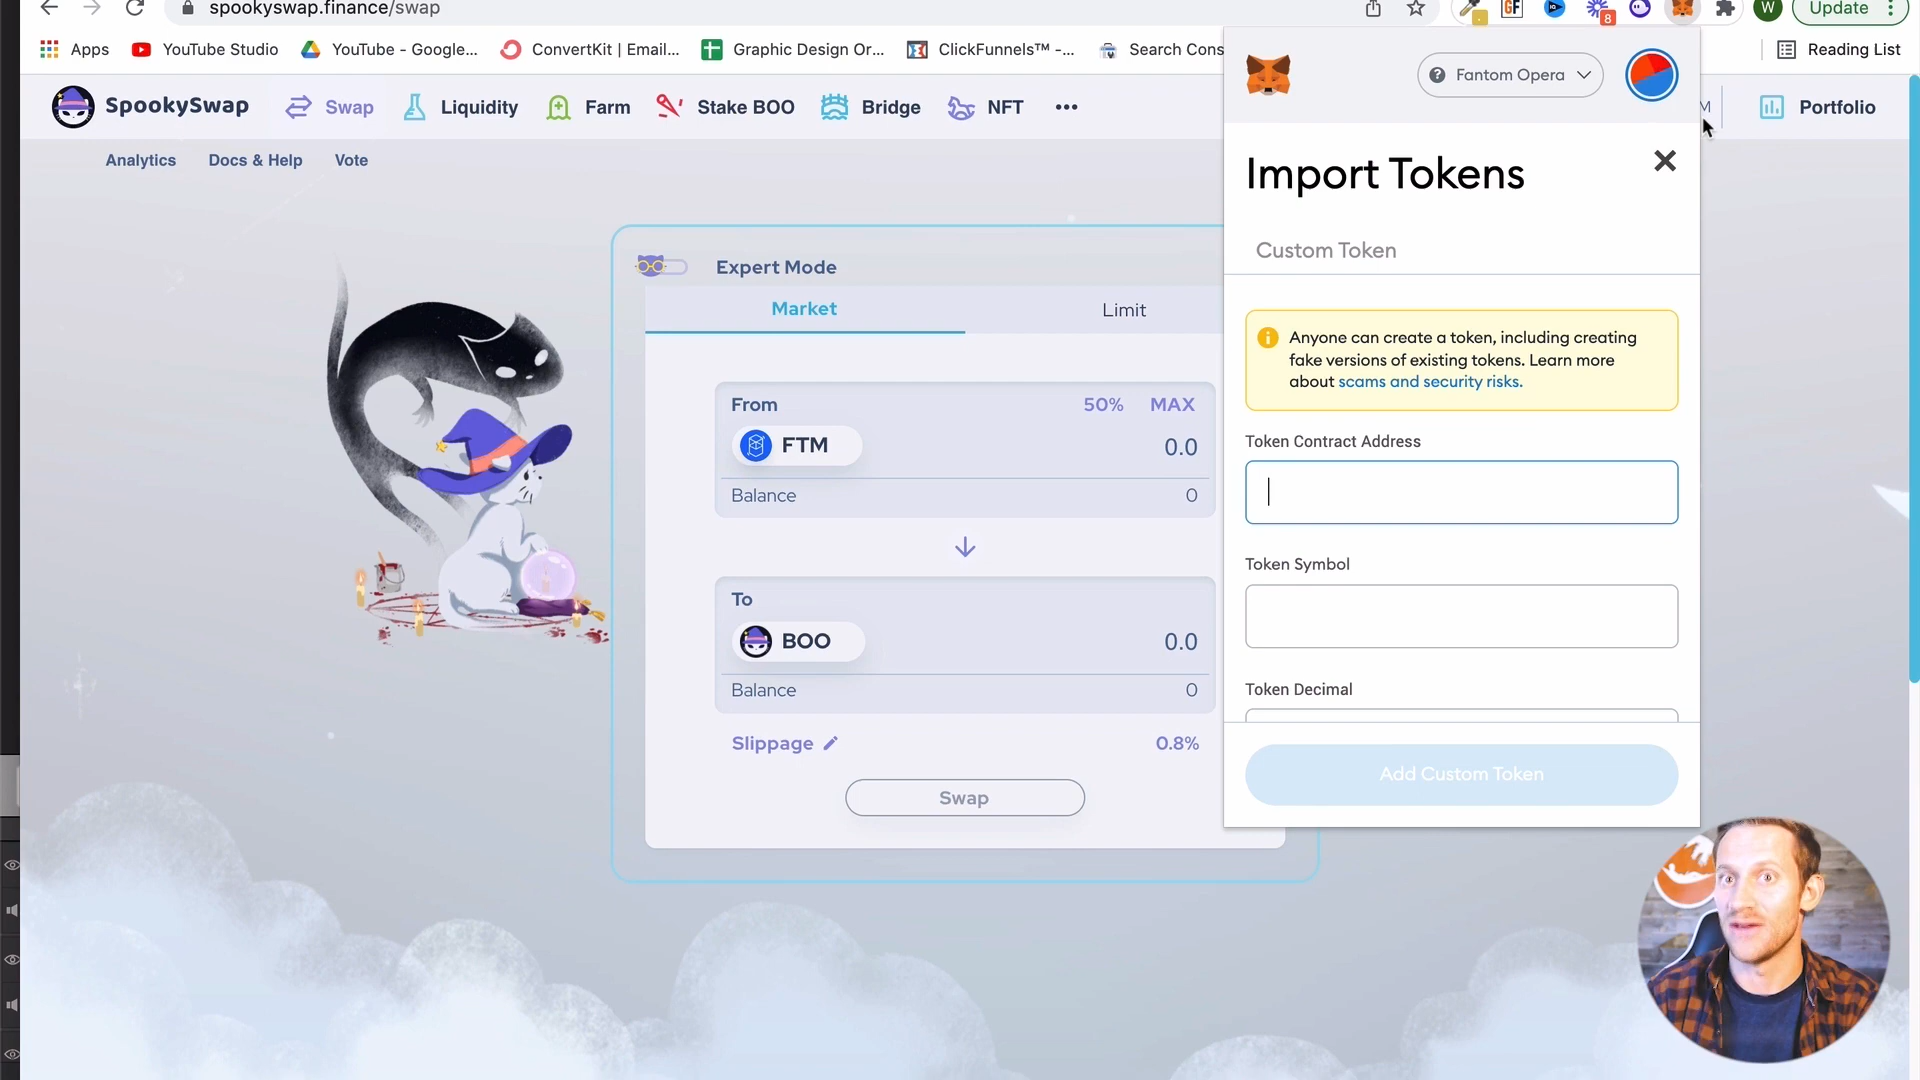 spookyswap.finance/swap
GF
8
W
Update
Apps
YouTube Studio
YouTube - Google...
ConvertKit | Email...
Graphic Design Or...
ClickFunnels™ -...
Search Cons
Reading List
SpookySwap
Swap
Liquidity
Farm
Stake BOO
Bridge
NFT
•••
M
Portfolio
Analytics
Docs & Help
Vote
Expert Mode
Market
Limit
From
50%
MAX
FTM
0.0
Balance
0
To
BOO
0.0
Balance
0
Slippage
0.8%
Swap
Fantom Opera
Import Tokens
Custom Token
Anyone can create a token, including creating
fake versions of existing tokens. Learn more
about scams and security risks.
Token Contract Address
Token Symbol
Token Decimal
Add Custom Token